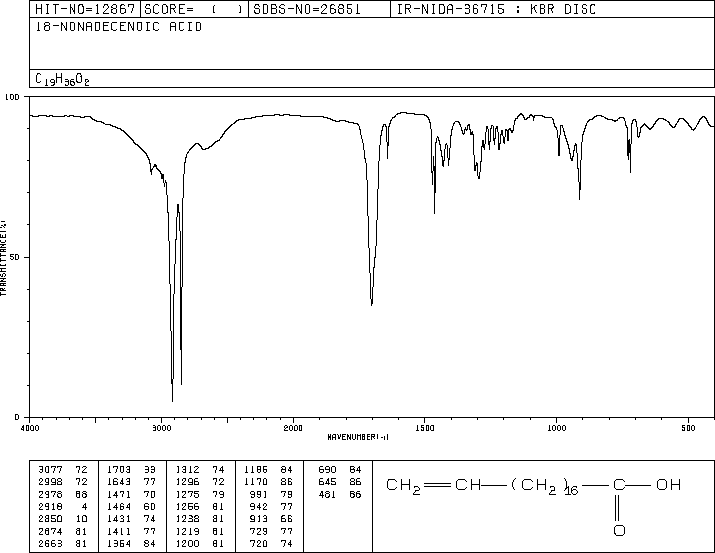 HIT-NO=12867 SCORE= ( ) SDBS-NO=26851 IR-NIDA-36715 : KBR DISC
18-NONADECENOIC ACID
C19H36O2
100
50
0
TRANSMITTANCE(%)
4000 3000 2000 1500 1000 500
WAVENUMBER(-1)
3077 72 1703 33 1312 74 1186 84 690 84
2998 72 1643 77 1296 72 1170 86 645 86
2978 68 1471 70 1275 79 991 79 481 86
2918 4 1464 60 1256 81 942 77
2850 10 1431 74 1238 81 913 66
2674 81 1411 77 1219 81 729 77
2663 81 1354 84 1200 81 720 74
CH2=CH-(CH2)16-C-OH
O